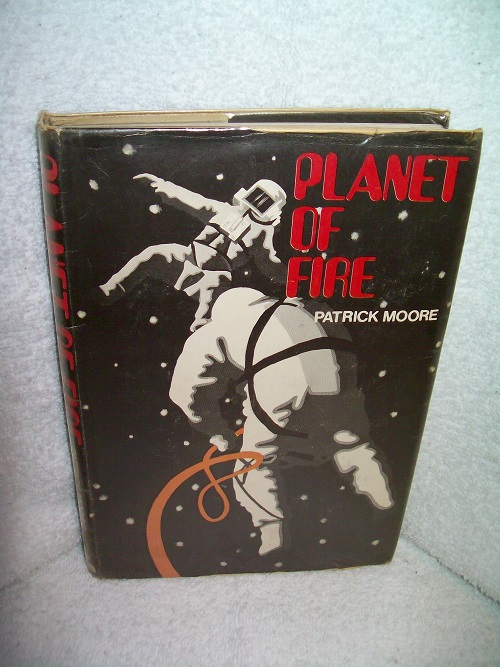 PLANET
OF
FIRE
PATRICK MOORE
PLANET OF FIRE